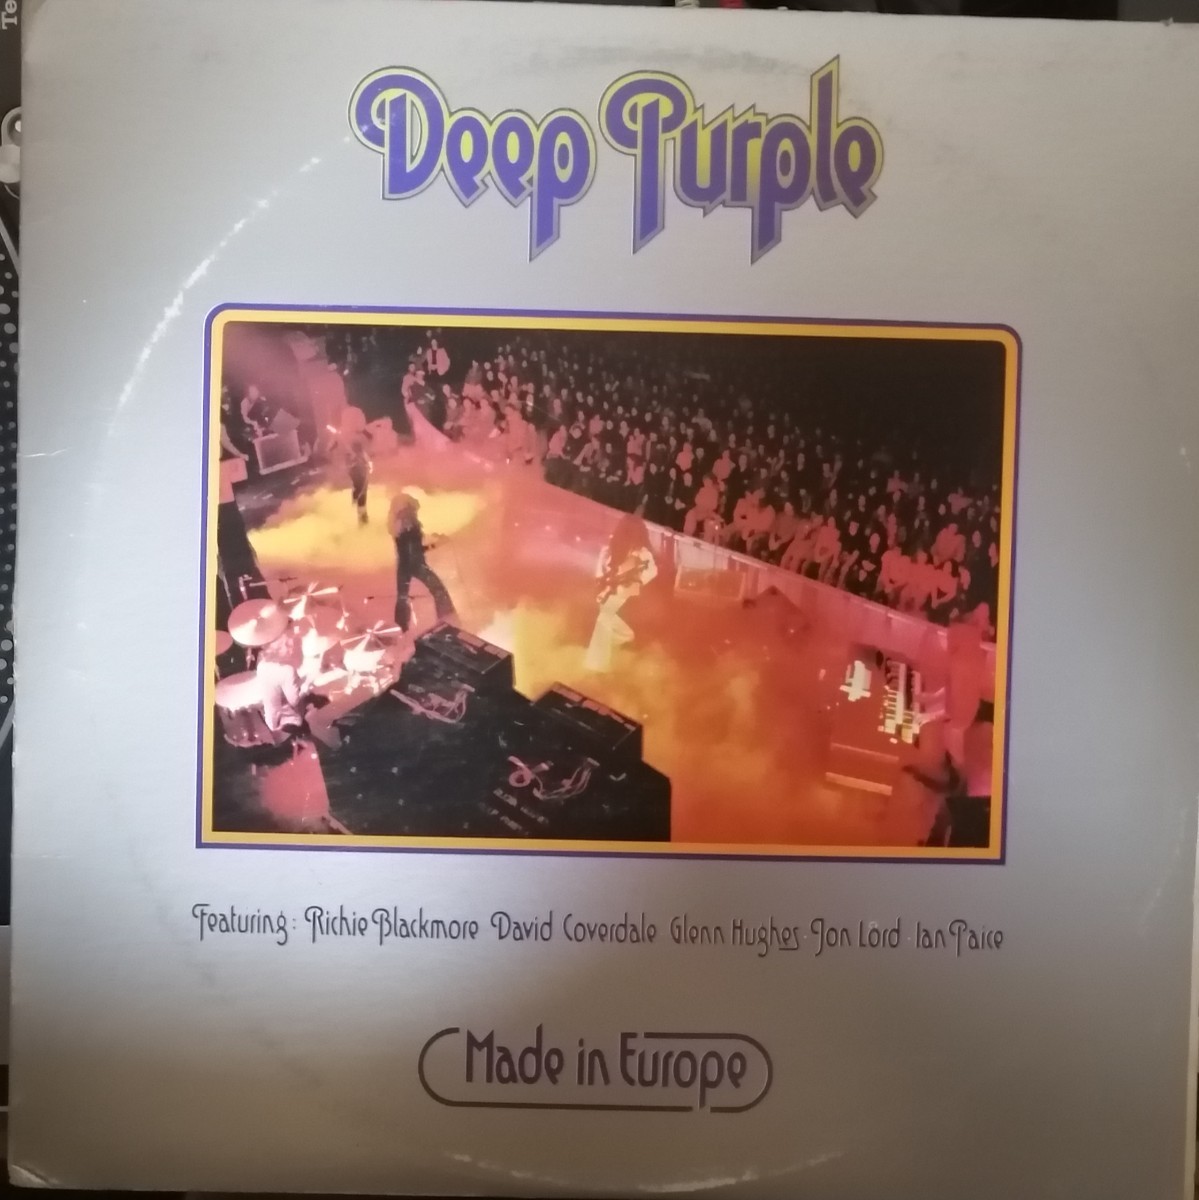 Deep Purple
Featuring: Richie Blackmore David Coverdale Glenn Hughes · Jon Lord · Ian Paice
Made in Europe